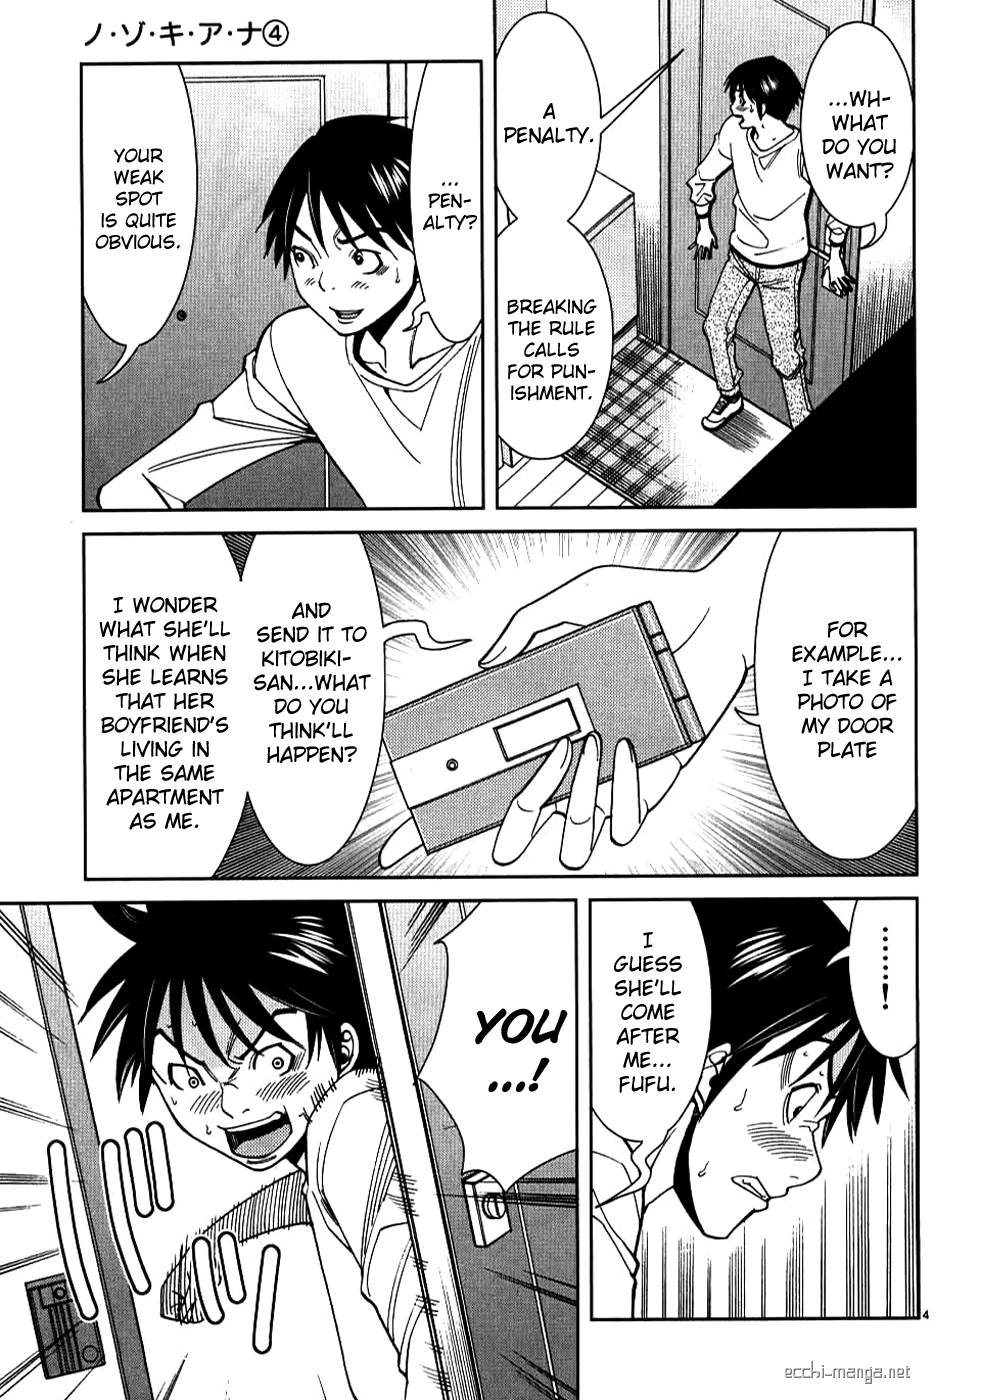 ノ・ゾ・キ・ア・ナ④
...WH-
WHAT
DO YOU
WANT?
A
PENALTY.
BREAKING
THE RULE
CALLS
FOR PUN-
ISHMENT.
...
PEN-
ALTY?
YOUR
WEAK
SPOT
IS QUITE
OBVIOUS.
FOR
EXAMPLE...
I TAKE A
PHOTO OF
MY DOOR
PLATE
AND
SEND IT TO
KITOBIKI-
SAN...WHAT
DO YOU
THINK'LL
HAPPEN?
I WONDER
WHAT SHE'LL
THINK WHEN
SHE LEARNS
THAT HER
BOYFRIEND'S
LIVING IN
THE SAME
APARTMENT
AS ME.
........!
I
GUESS
SHE'LL
COME
AFTER
ME...
FUFU.
YOU
...!
バン
4
ecchi-manga.net